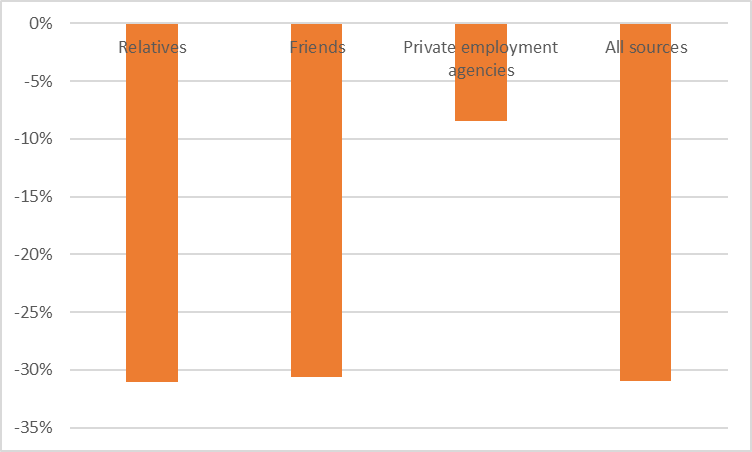 0%
Relatives
Friends
Private employment
agencies
All sources
-5%
-10%
-15%
-20%
-25%
-30%
-35%